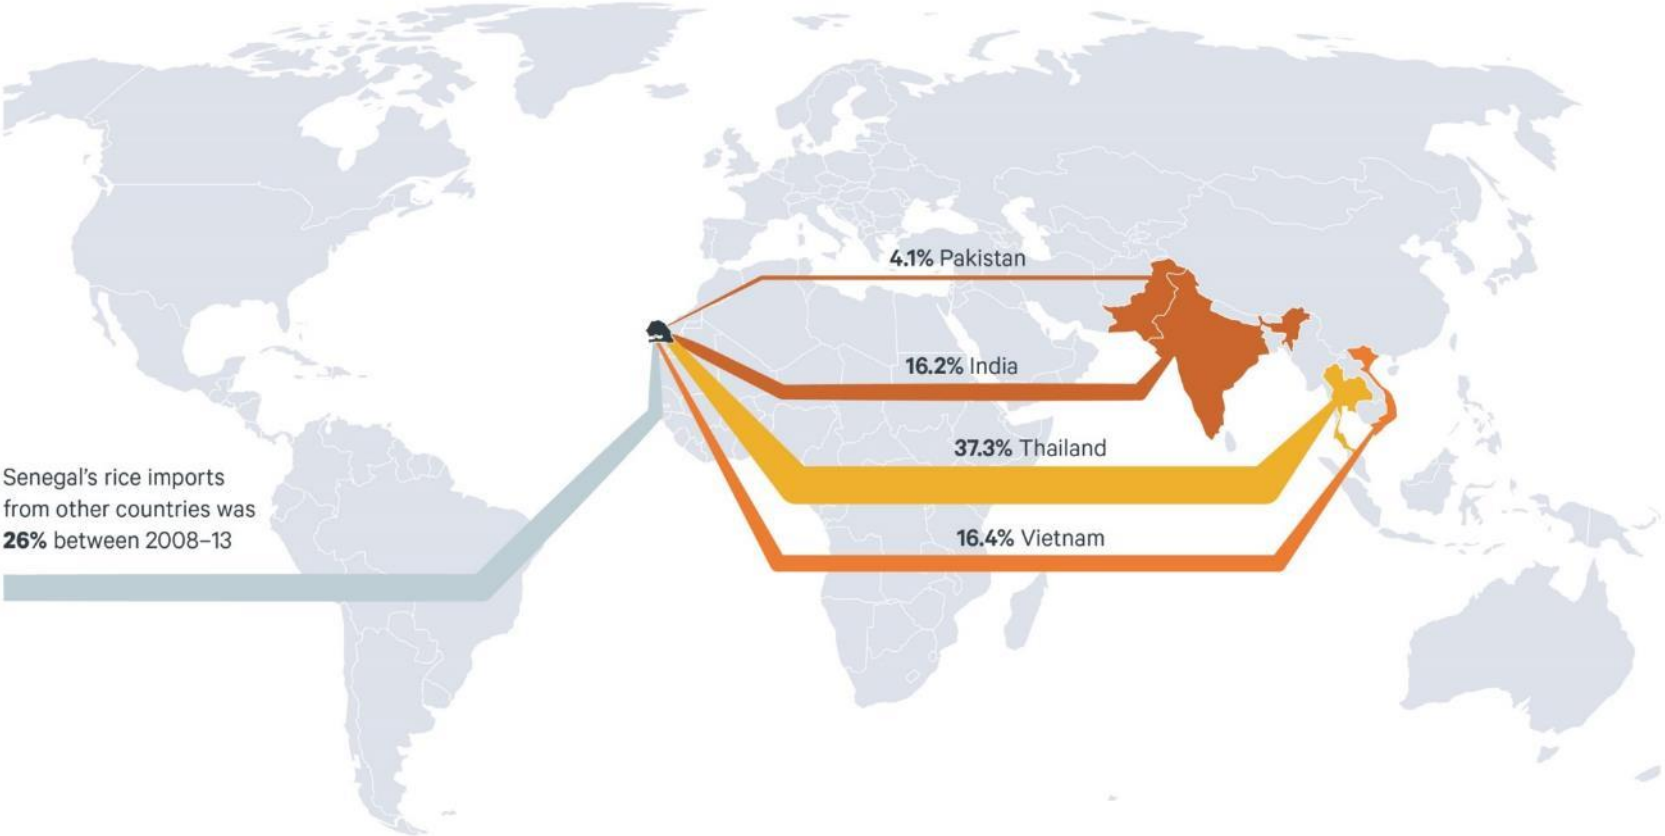 4.1% Pakistan
16.2% India
37.3% Thailand
Senegal's rice imports
from other countries was
26% between 2008–13
16.4% Vietnam